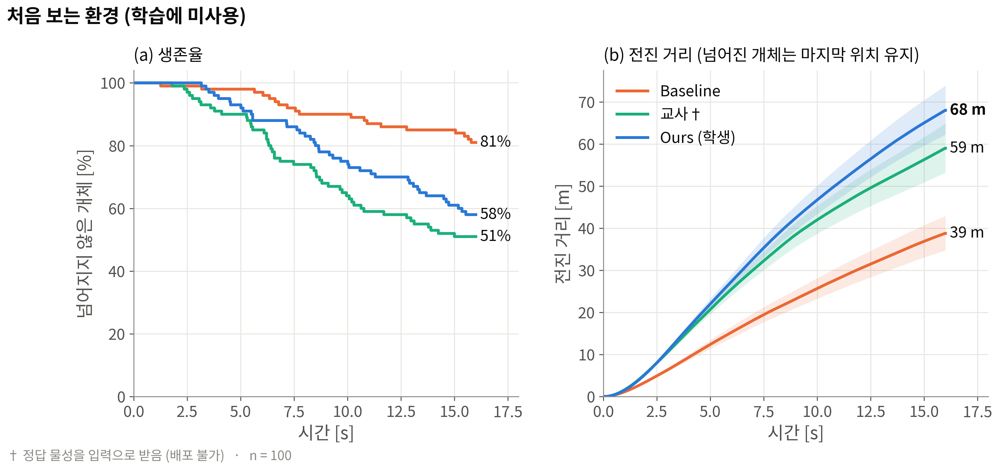 처음 보는 환경 (학습에 미사용)
(a) 생존율
넘어지지 않은 개체 [%]
100
80
60
40
20
0
81%
58%
51%
0.0 2.5 5.0 7.5 10.0 12.5 15.0 17.5
시간 [s]
(b) 전진 거리 (넘어진 개체는 마지막 위치 유지)
전진 거리 [m]
70
60
50
40
30
20
10
0
Baseline
교사 †
Ours (학생)
68 m
59 m
39 m
0.0 2.5 5.0 7.5 10.0 12.5 15.0 17.5
시간 [s]
† 정답 물성을 입력으로 받음 (배포 불가) · n = 100